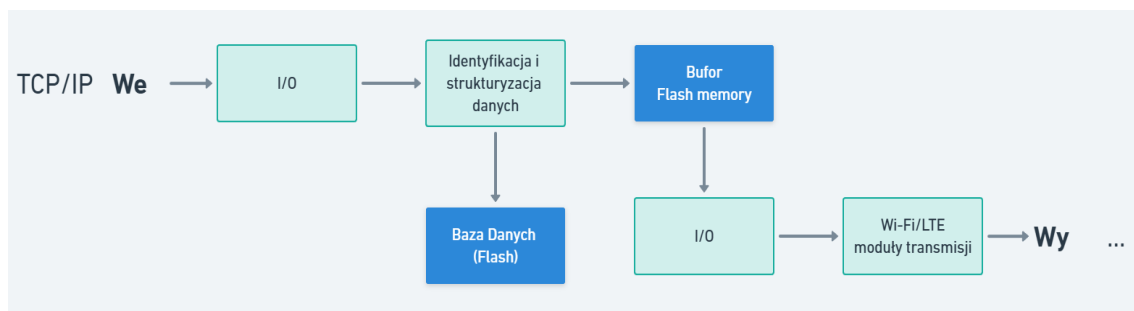 TCP/IP We
I/O
Identyfikacja i
strukturyzacja
danych
Bufor
Flash memory
Baza Danych
(Flash)
I/O
Wi-Fi/LTE
moduły transmisji
Wy ...